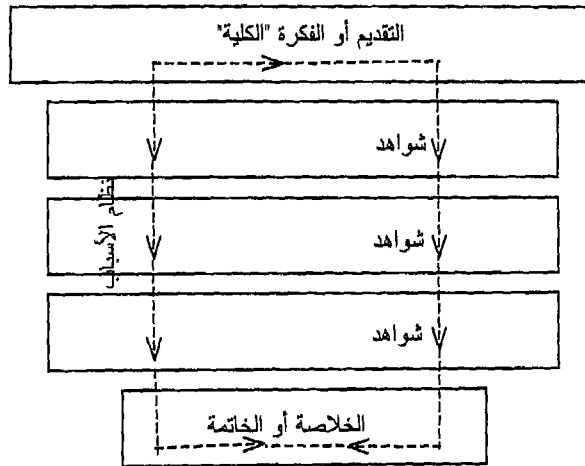 التقديم أو الفكرة "الكلية"
شواهد
نظام الأسباب
شواهد
شواهد
الخلاصة أو الخاتمة